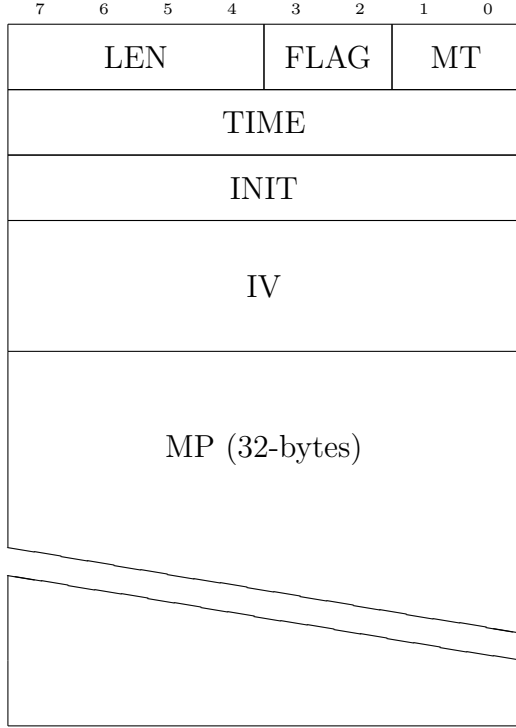 7 6 5 4 3 2 1 0
LEN FLAG MT
TIME
INIT
IV
MP (32-bytes)